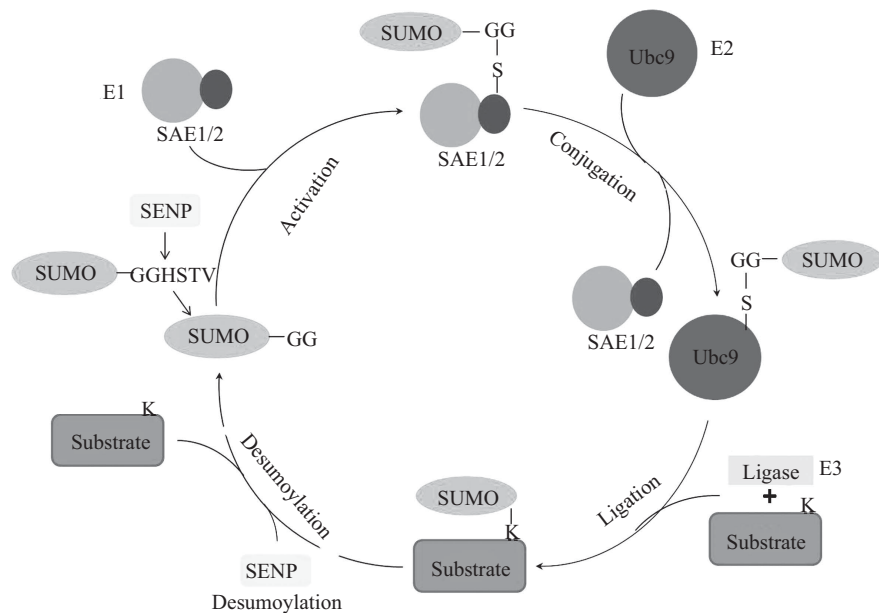 SUMO
GG
S
SAE1/2
Ubc9
E2
E1
SAE1/2
Activation
Conjugation
SENP
SUMO
GGHSTV
SUMO
GG
SAE1/2
GG
SUMO
S
Ubc9
K
Substrate
Desumoylation
Ligation
Ligase
E3
+
K
Substrate
SUMO
K
Substrate
SENP
Desumoylation